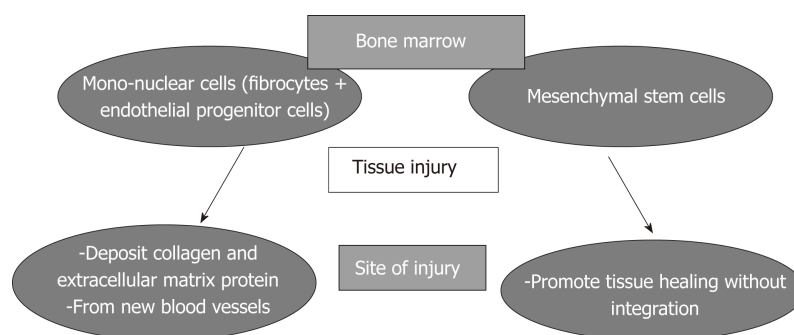 Bone marrow
Mono-nuclear cells (fibrocytes +
endothelial progenitor cells)
Mesenchymal stem cells
Tissue injury
-Deposit collagen and
extracellular matrix protein
-From new blood vessels
Site of injury
-Promote tissue healing without
integration